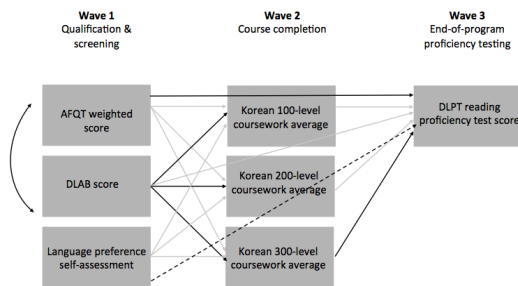 Wave 1
Qualification &
screening
Wave 2
Course completion
Wave 3
End-of-program
proficiency testing
AFQT weighted
score
DLAB score
Language preference
self-assessment
Korean 100-level
coursework average
Korean 200-level
coursework average
Korean 300-level
coursework average
DLPT reading
proficiency test score